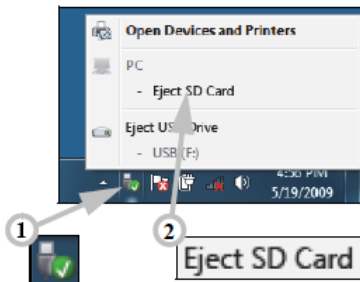 Open Devices and Printers
PC
- Eject SD Card
Eject USB Drive
- USB (F:)
4:56 PM
5/19/2009
1
2
Eject SD Card